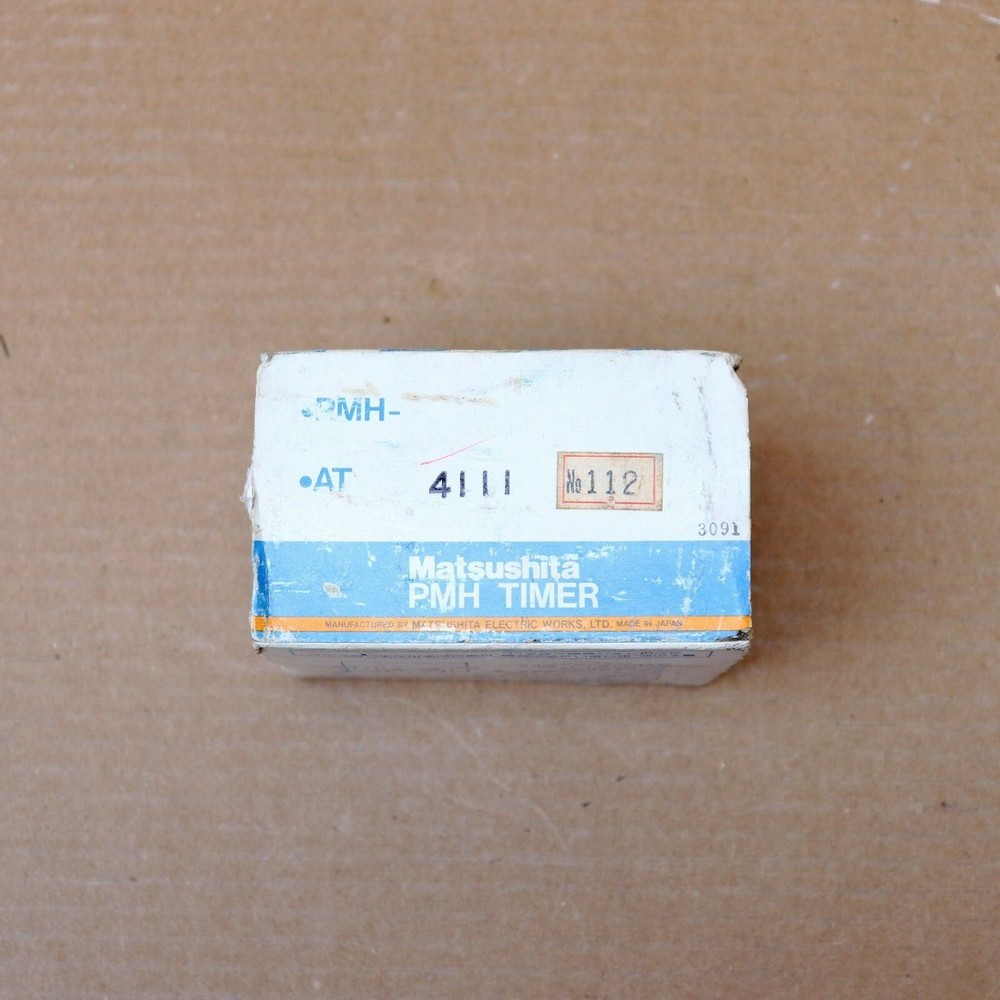 •PMH-
•AT 4111 No112
3091
Matsushita
PMH TIMER
MANUFACTURED BY MATSUSHITA ELECTRIC WORKS, LTD. MADE IN JAPAN